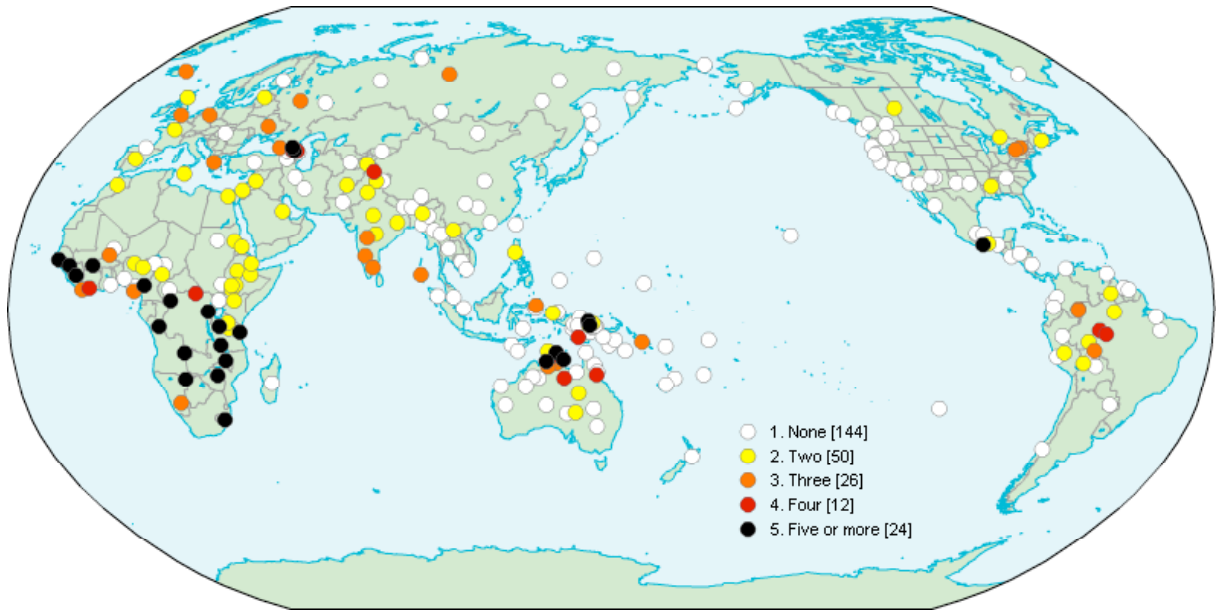 1. None [144]
2. Two [50]
3. Three [26]
4. Four [12]
5. Five or more [24]